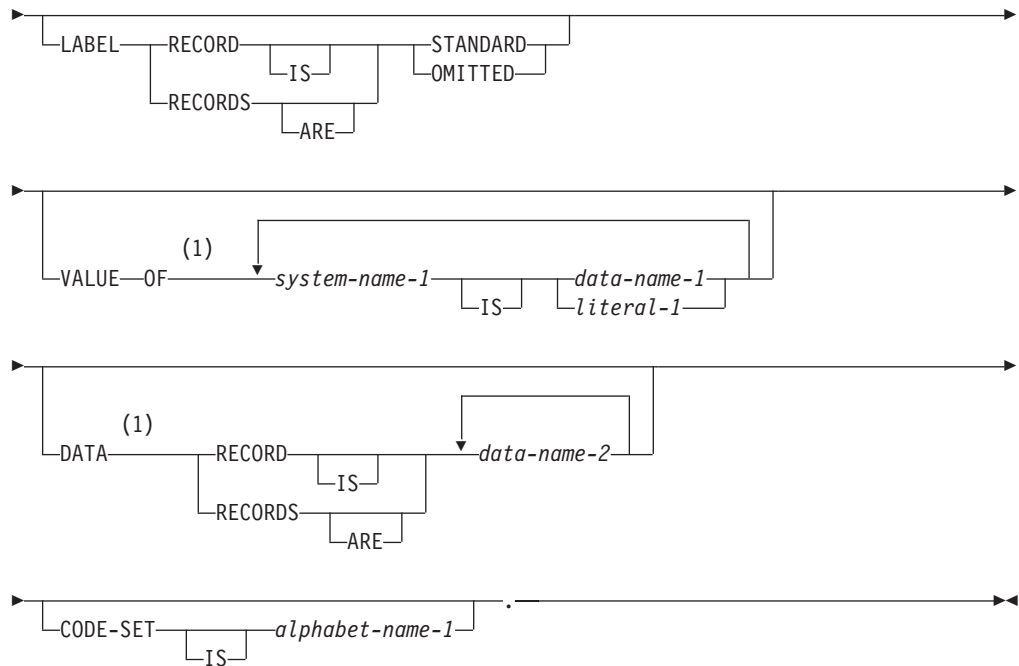 LABEL RECORD STANDARD
IS OMITTED
RECORDS
ARE
(1)
VALUE OF system-name-1 data-name-1
IS literal-1
(1)
DATA RECORD data-name-2
IS
RECORDS
ARE
.
CODE-SET alphabet-name-1
IS